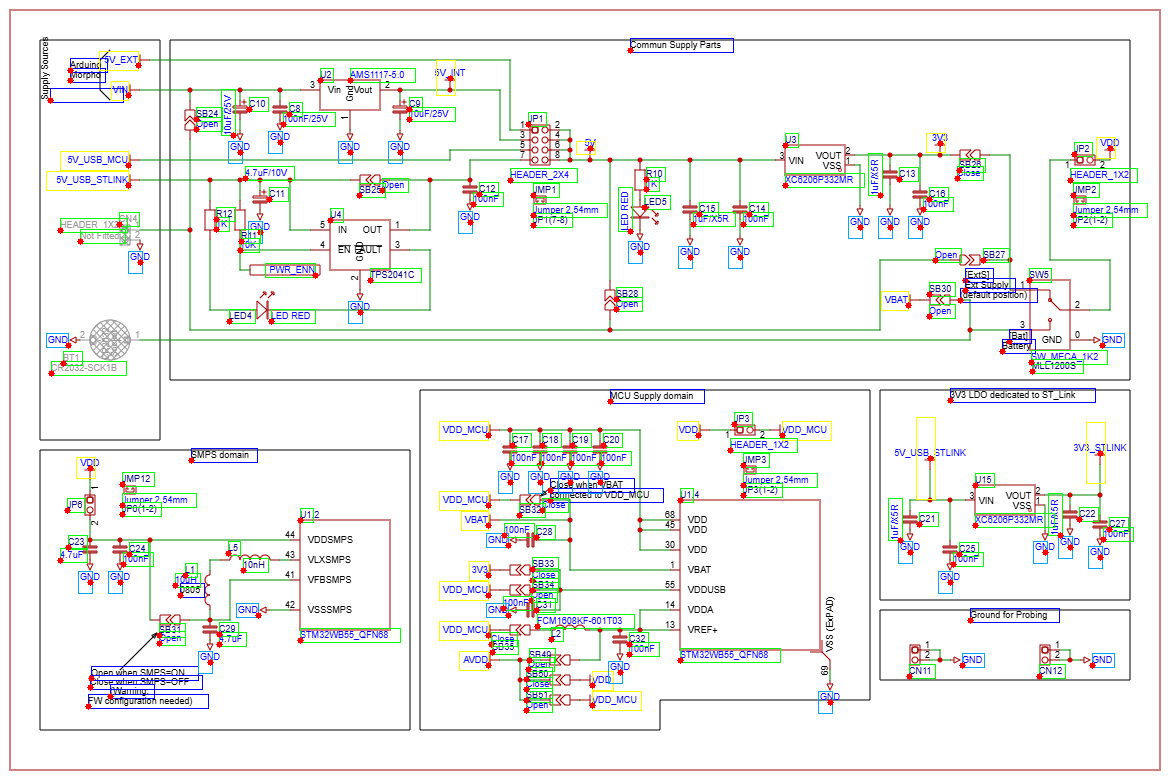 Supply Sources
5V_EXT
Arduino
Morpho
VIN
5V_USB_MCU
5V_USB_STLINK
CN4
HEADER_1X2
Not Fitted
GND
GND
2
1
BT1
CR2032-SCK1B
Commun Supply Parts
U2
AMS1117-5.0
3
Vin
Vout
2
Gnd
1
5V_INT
SB24
Open
10uF/25V
C10
C8
100nF/25V
C9
10uF/25V
GND
GND
GND
GND
JP1
1
2
3
4
5
6
7
8
HEADER_2X4
JMP1
Jumper 2,54mm
JP1(7-8)
5V
4.7uF/10V
C11
SB25
Open
C12
100nF
GND
GND
R12
1K
R11
10K
U4
5
IN
OUT
1
4
EN
FAULT
3
GND
2
TPS2041C
PWR_ENN
LED4
LED RED
GND
R10
1K
LED RED
LED5
GND
C15
1uF/X5R
C14
100nF
GND
GND
SB28
Open
U3
3
VIN
VOUT
2
VSS
1
XC6206P332MR
1uF/X5R
C13
C16
100nF
GND
GND
GND
3V3
SB26
Close
JP2
VDD
1
2
HEADER_1X2
JMP2
Jumper 2,54mm
JP2(1-2)
Open
SB27
VBAT
SB30
Open
[ExtS]
Ext Supply
(default position)
SW5
1
2
3
0
GND
GND
[Bat]
Battery
SW_MECA_1K2
MLL1200S
SMPS domain
VDD
1
JMP12
Jumper 2,54mm
JP6
JP0(1-2)
2
C23
4.7uF
C24
100nF
GND
GND
L5
10nH
L1
10uH
0805
U1.2
44
VDDSMPS
43
VLXSMPS
41
VFBSMPS
42
VSSSMPS
GND
STM32WB55_QFN68
SB31
Open
C29
4.7uF
GND
Open when SMPS=ON
Close when SMPS=OFF
(Warning:
FW configuration needed)
MCU Supply domain
VDD_MCU
C17
C18
C19
C20
100nF
100nF
100nF
100nF
GND
GND
GND
GND
VDD
JP3
1
2
VDD_MCU
HEADER_1X2
JMP3
Jumper 2,54mm
JP3(1-2)
Close when VBAT
connected to VDD_MCU
VDD_MCU
SB32
Close
VBAT
100nF
C28
GND
3V3
SB33
Close
VDD_MCU
SB34
Open
100nF
C31
GND
VDD_MCU
Close
SB35
FCM1608KF-601T03
L2
C32
100nF
GND
AVDD
SB49
Open
SB50
Close
VDD
SB51
Open
VDD_MCU
U1.4
68
VDD
45
VDD
30
VDD
1
VBAT
55
VDDUSB
14
VDDA
13
VREF+
STM32WB55_QFN68
VSS (ExPAD)
69
GND
3V3 LDO dedicated to ST_Link
5V_USB_STLINK
3V3_STLINK
U15
3
VIN
VOUT
2
VSS
1
XC6206P332MR
1uF/X5R
C21
C25
100nF
1uF/X5R
C22
C27
100nF
GND
GND
GND
GND
GND
Ground for Probing
1
2
GND
CN11
1
2
GND
CN12